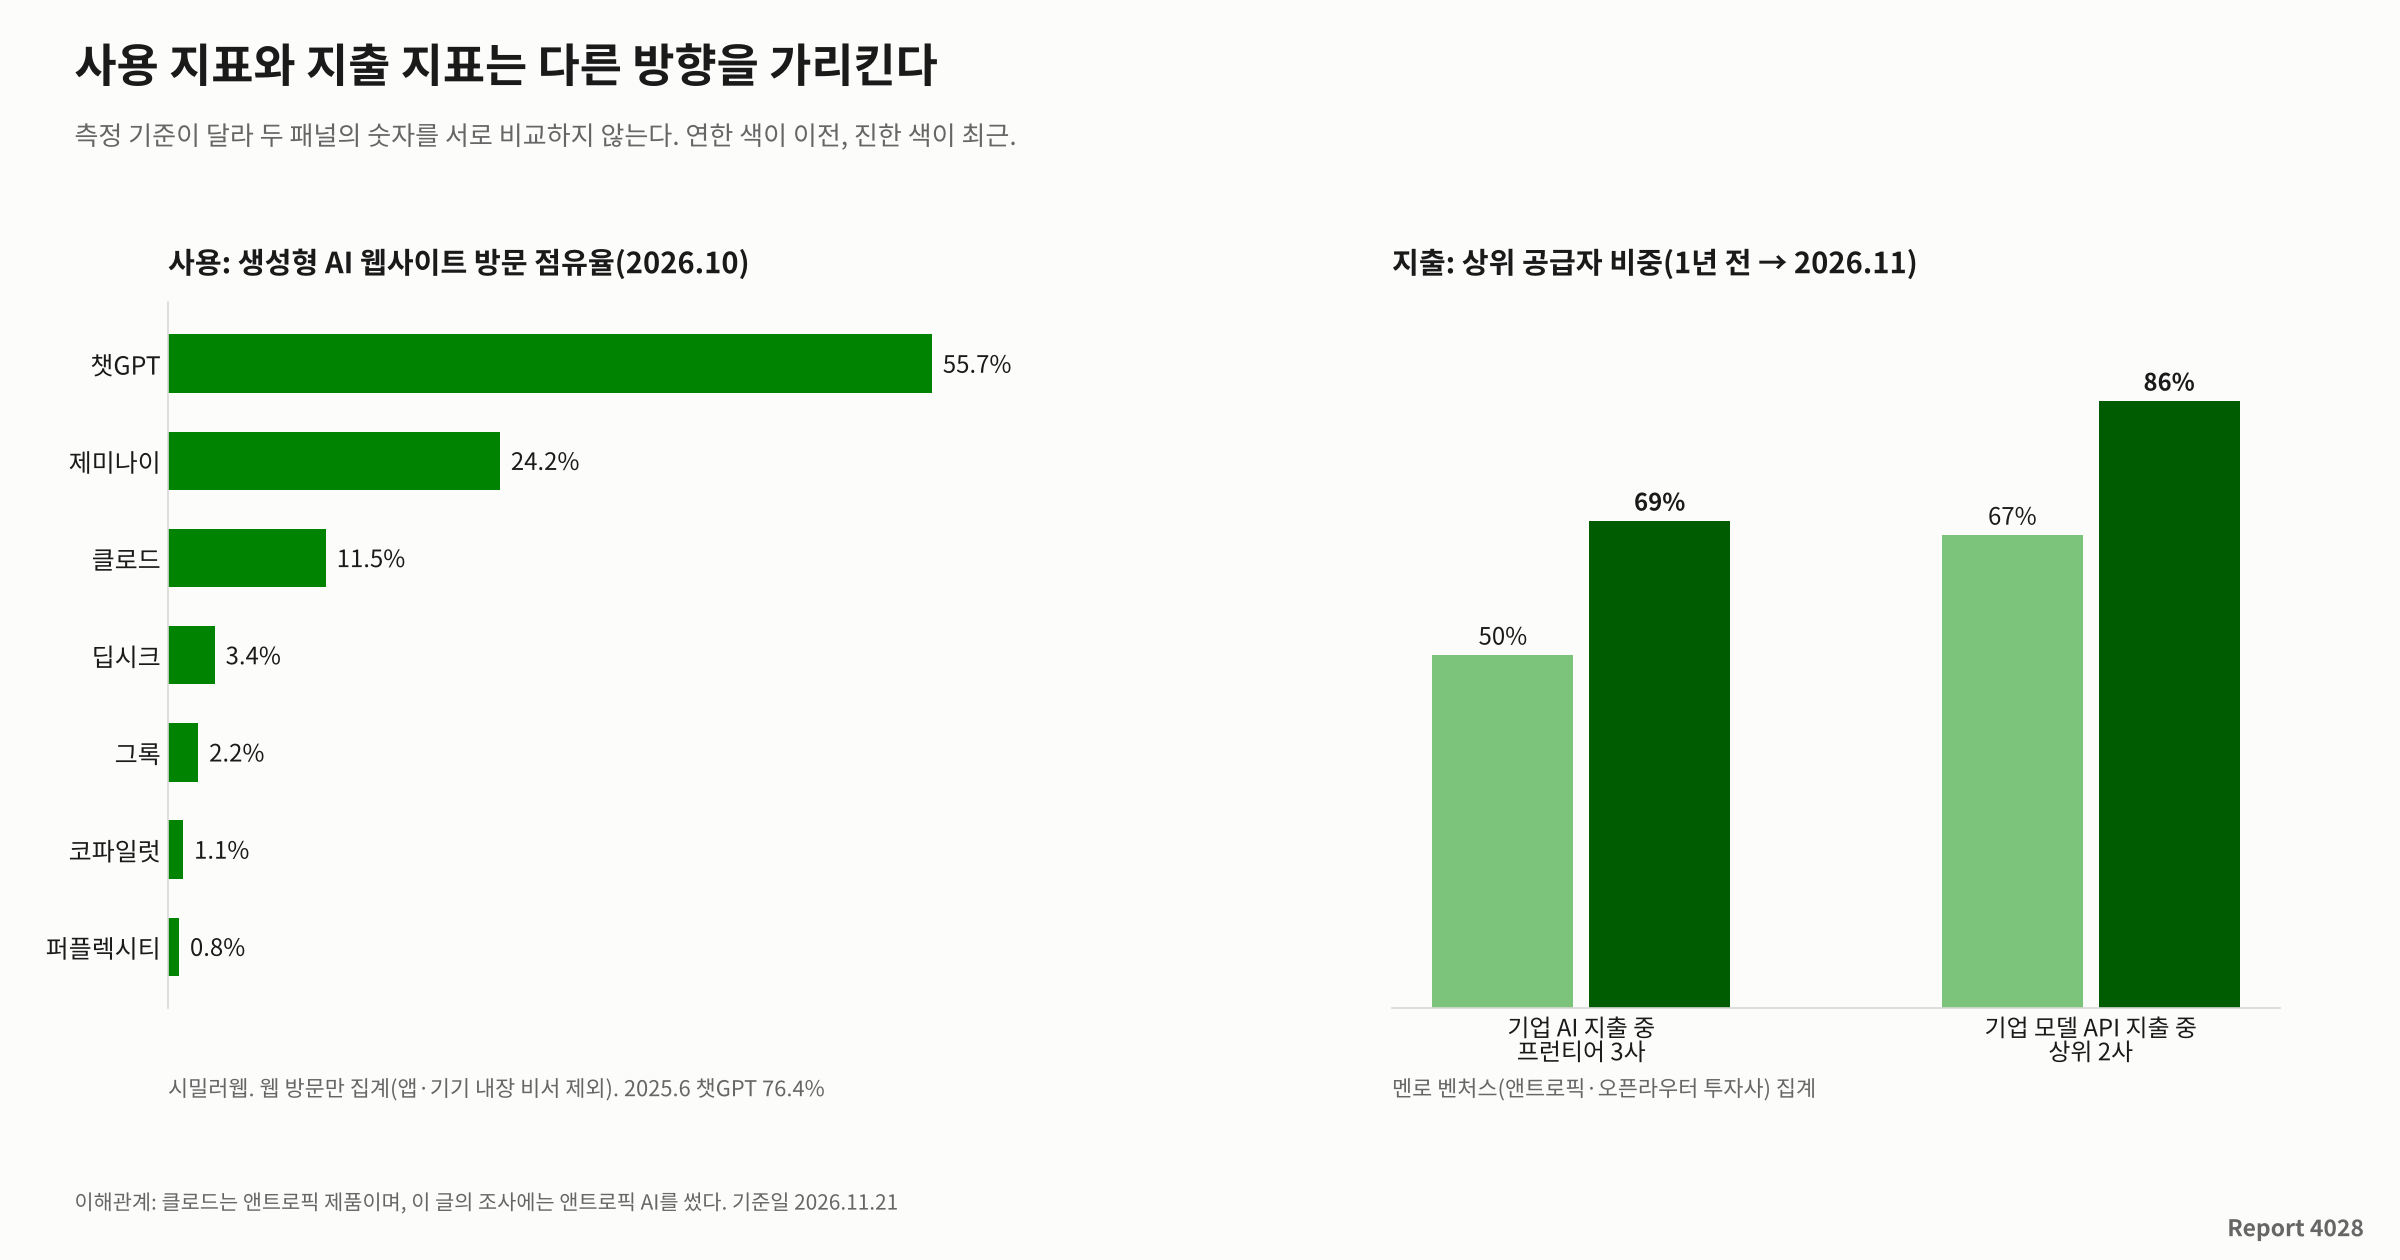 사용 지표와 지출 지표는 다른 방향을 가리킨다
측정 기준이 달라 두 패널의 숫자를 서로 비교하지 않는다. 연한 색이 이전, 진한 색이 최근.
사용: 생성형 AI 웹사이트 방문 점유율(2026.10)
챗GPT
55.7%
제미나이
24.2%
클로드
11.5%
딥시크
3.4%
그록
2.2%
코파일럿
1.1%
퍼플렉시티
0.8%
시밀러웹. 웹 방문만 집계(앱·기기 내장 비서 제외). 2025.6 챗GPT 76.4%
지출: 상위 공급자 비중(1년 전 → 2026.11)
50%
69%
67%
86%
기업 AI 지출 중
프런티어 3사
기업 모델 API 지출 중
상위 2사
멘로 벤처스(앤트로픽·오픈라우터 투자사) 집계
이해관계: 클로드는 앤트로픽 제품이며, 이 글의 조사에는 앤트로픽 AI를 썼다. 기준일 2026.11.21
Report 4028